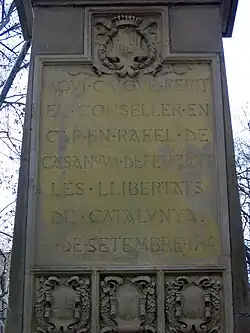 AQVI · CAIGVE · FERIT
EL · CONSELLER · EN
CAP · EN · RAFEL · DE
CASANOVA · DEFENSANT
LES · LLIBERTATS
DE · CATALVNYA ·
DE · SETEMBRE